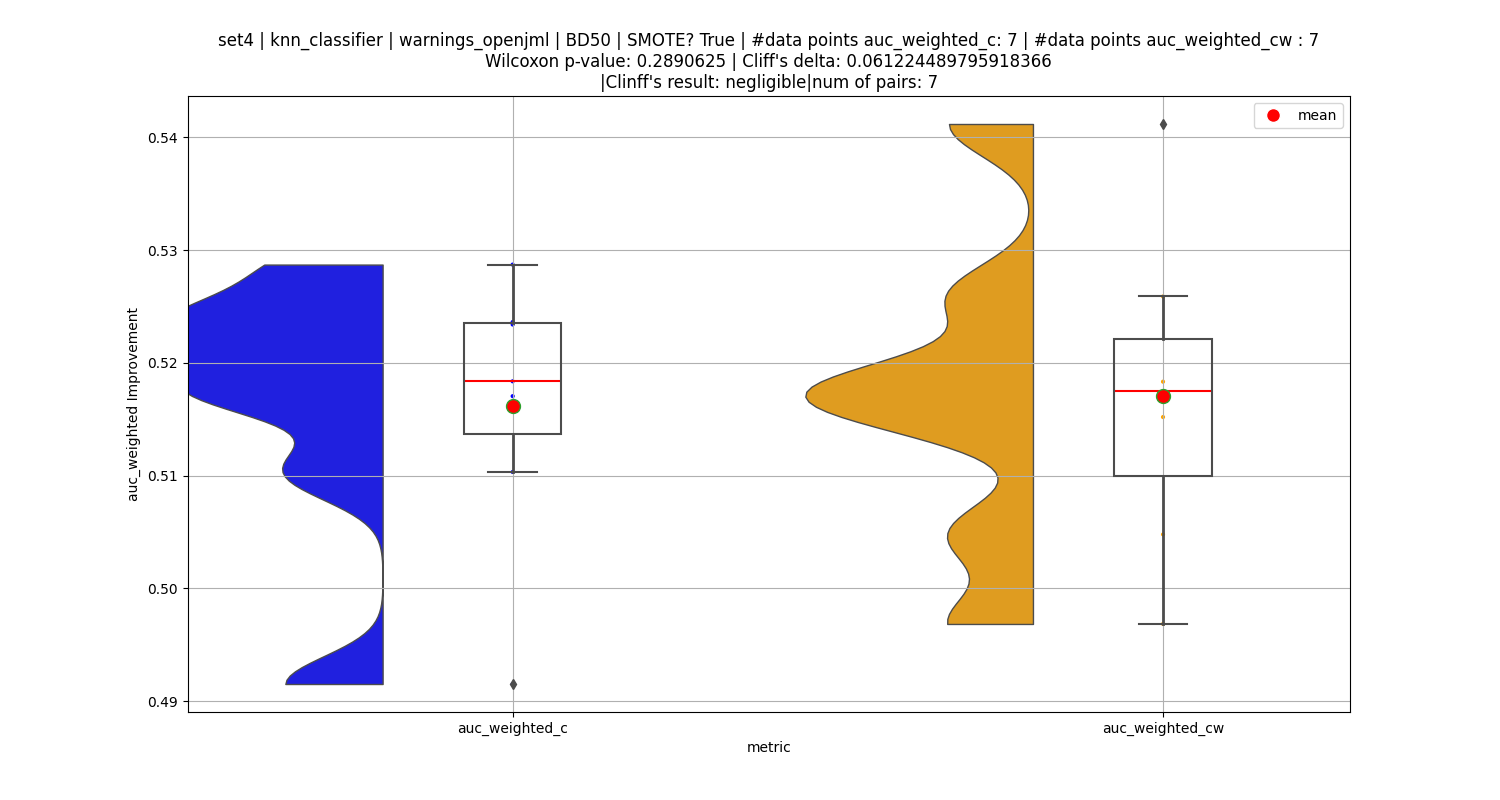 set4 | knn_classifier | warnings_openjml | BD50 | SMOTE? True | #data points auc_weighted_c: 7 | #data points auc_weighted_cw : 7
Wilcoxon p-value: 0.2890625 | Cliff's delta: 0.061224489795918366
|Clinff's result: negligible|num of pairs: 7
mean
0.54
0.53
0.52
0.51
0.50
0.49
auc_weighted Improvement
auc_weighted_c
auc_weighted_cw
metric